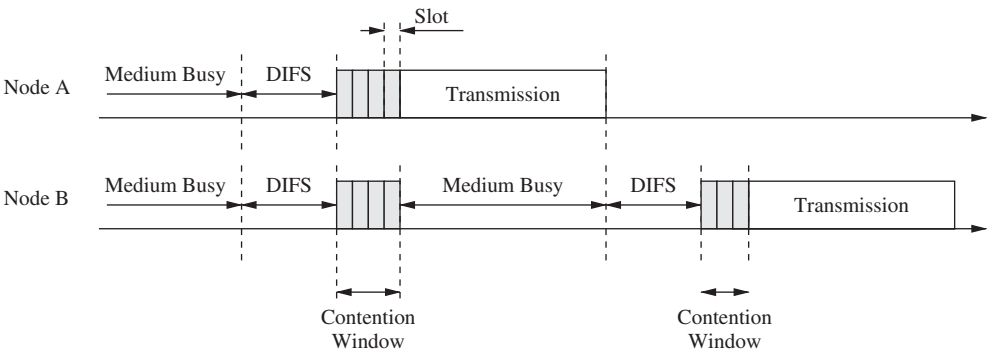 Slot
Medium Busy
DIFS
Node A
Transmission
Medium Busy
DIFS
Medium Busy
DIFS
Node B
Transmission
Contention
Window
Contention
Window